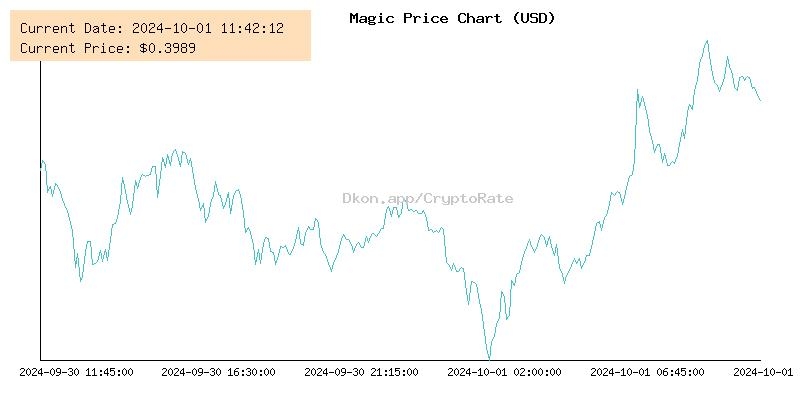 Magic Price Chart (USD)
Current Date: 2024-10-01 11:42:12
Current Price: $0.3989
Dkon.app/CryptoRate
2024-09-30 11:45:00
2024-09-30 16:30:00
2024-09-30 21:15:00
2024-10-01 02:00:00
2024-10-01 06:45:00
2024-10-01